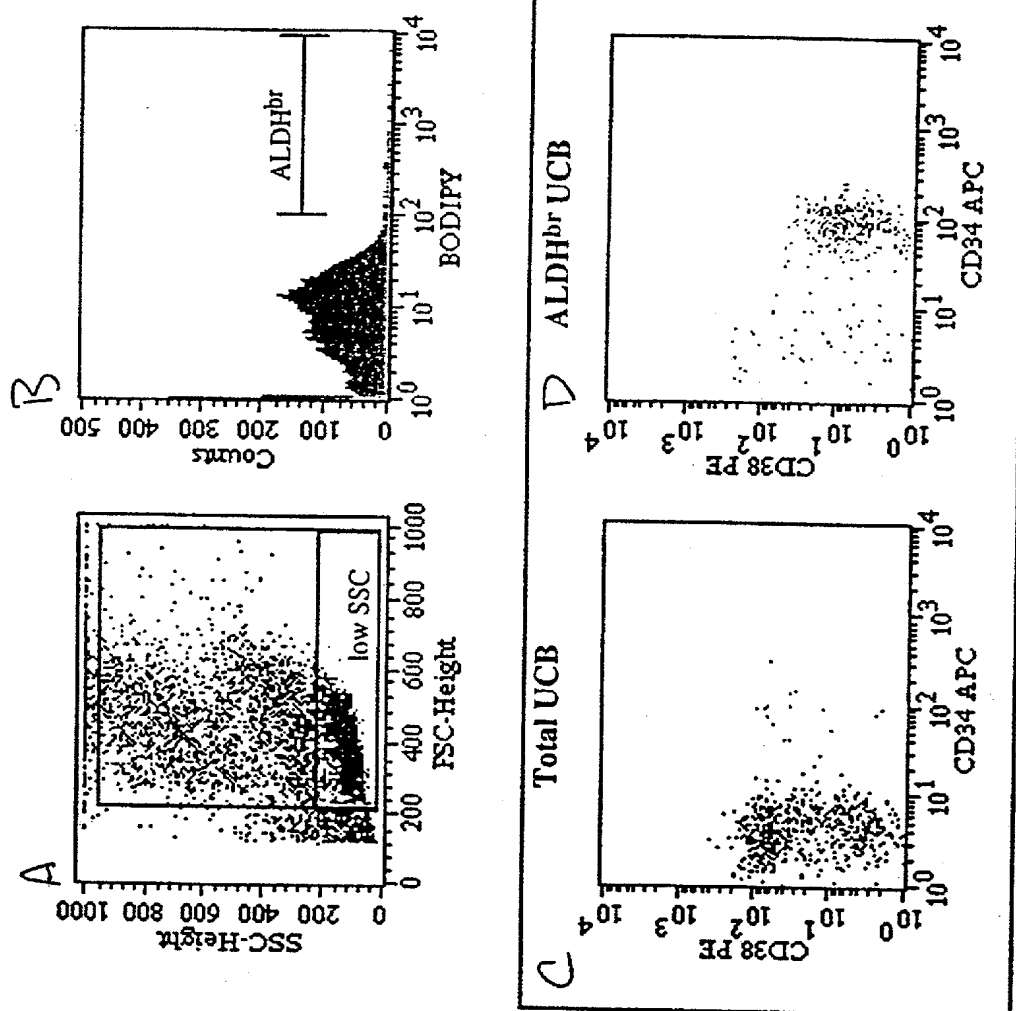 A
1000 800 600 400 200 0
SSC-Height
low SSC
0 200 400 600 800 1000
FSC-Height
B
500 400 300 200 100 0
Counts
ALDHbr
10^0 10^1 10^2 10^3 10^4
BODIPY
C
Total UCB
10^4 10^3 10^2 10^1 10^0
CD38 PE
10^0 10^1 10^2 10^3 10^4
CD34 APC
D
ALDHbr UCB
10^4 10^3 10^2 10^1 10^0
CD38 PE
10^0 10^1 10^2 10^3 10^4
CD34 APC